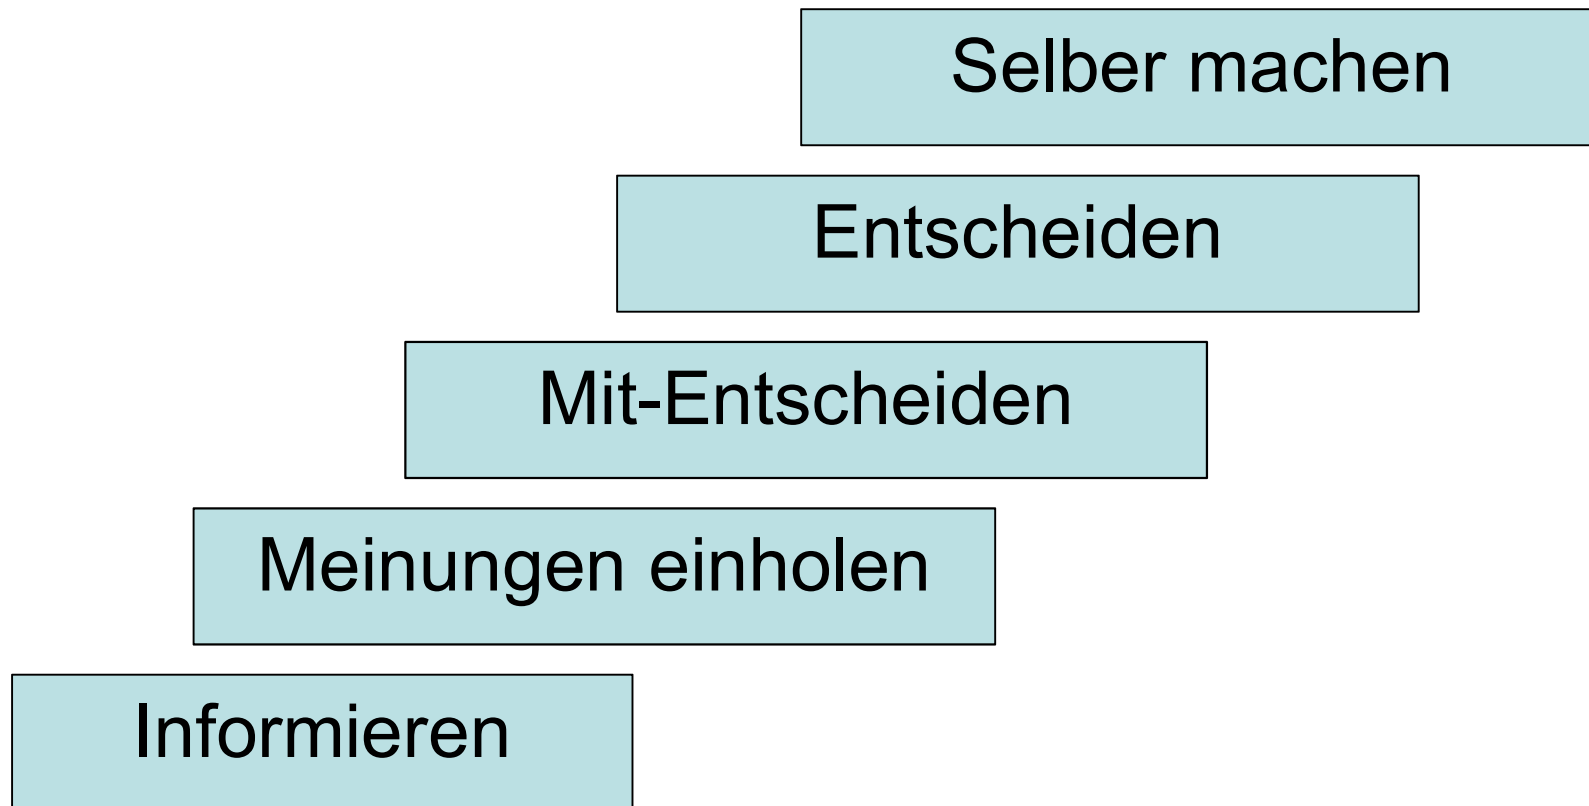 Selber machen
Entscheiden
Mit-Entscheiden
Meinungen einholen
Informieren